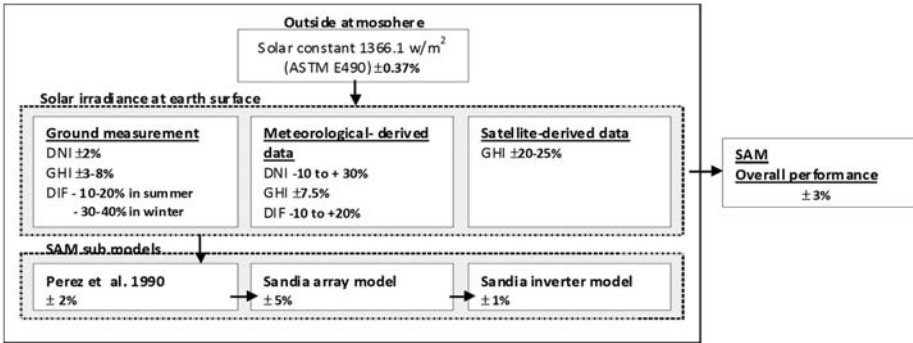 Outside atmosphere
Solar constant 1366.1 w/m²
(ASTM E490) ±0.37%
Solar irradiance at earth surface
Ground measurement
DNI ±2%
GHI ±3-8%
DIF - 10-20% in summer
- 30-40% in winter
Meteorological- derived
data
DNI -10 to + 30%
GHI ±7.5%
DIF -10 to +20%
Satellite-derived data
GHI ±20-25%
SAM
Overall performance
± 3%
SAM sub models
Perez et al. 1990
± 2%
Sandia array model
± 5%
Sandia inverter model
± 1%